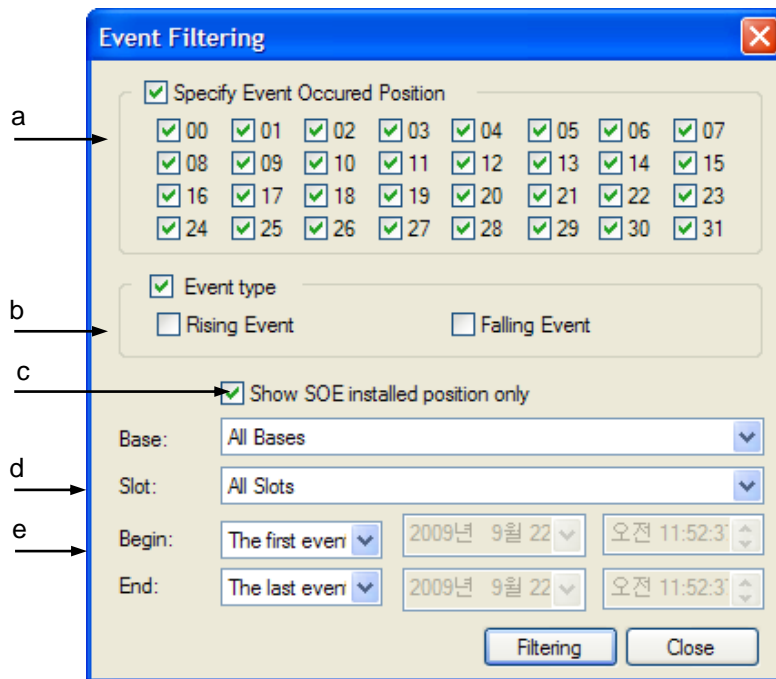 Event Filtering
Specify Event Occured Position
a
00 01 02 03 04 05 06 07
08 09 10 11 12 13 14 15
16 17 18 19 20 21 22 23
24 25 26 27 28 29 30 31
Event type
b
Rising Event Falling Event
c
Show SOE installed position only
Base: All Bases
d
Slot: All Slots
e
Begin: The first event 2009년 9월 22 오전 11:52:37
End: The last event 2009년 9월 22 오전 11:52:3
Filtering Close